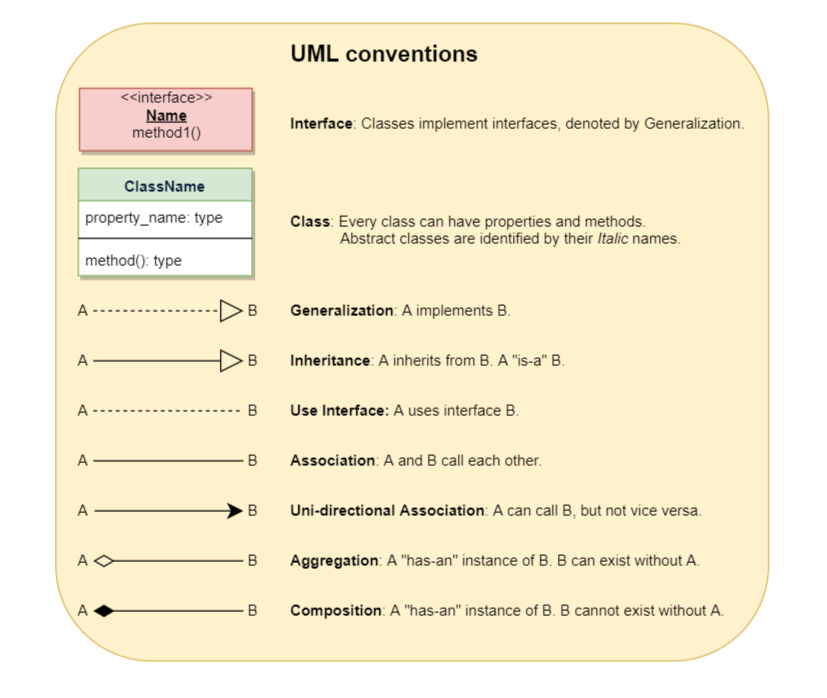 UML conventions
<<interface>>
Name
method1()
Interface: Classes implement interfaces, denoted by Generalization.
ClassName
property_name: type
method(): type
Class: Every class can have properties and methods.
Abstract classes are identified by their Italic names.
A B Generalization: A implements B.
A B Inheritance: A inherits from B. A "is-a" B.
A B Use Interface: A uses interface B.
A B Association: A and B call each other.
A B Uni-directional Association: A can call B, but not vice versa.
A B Aggregation: A "has-an" instance of B. B can exist without A.
A B Composition: A "has-an" instance of B. B cannot exist without A.